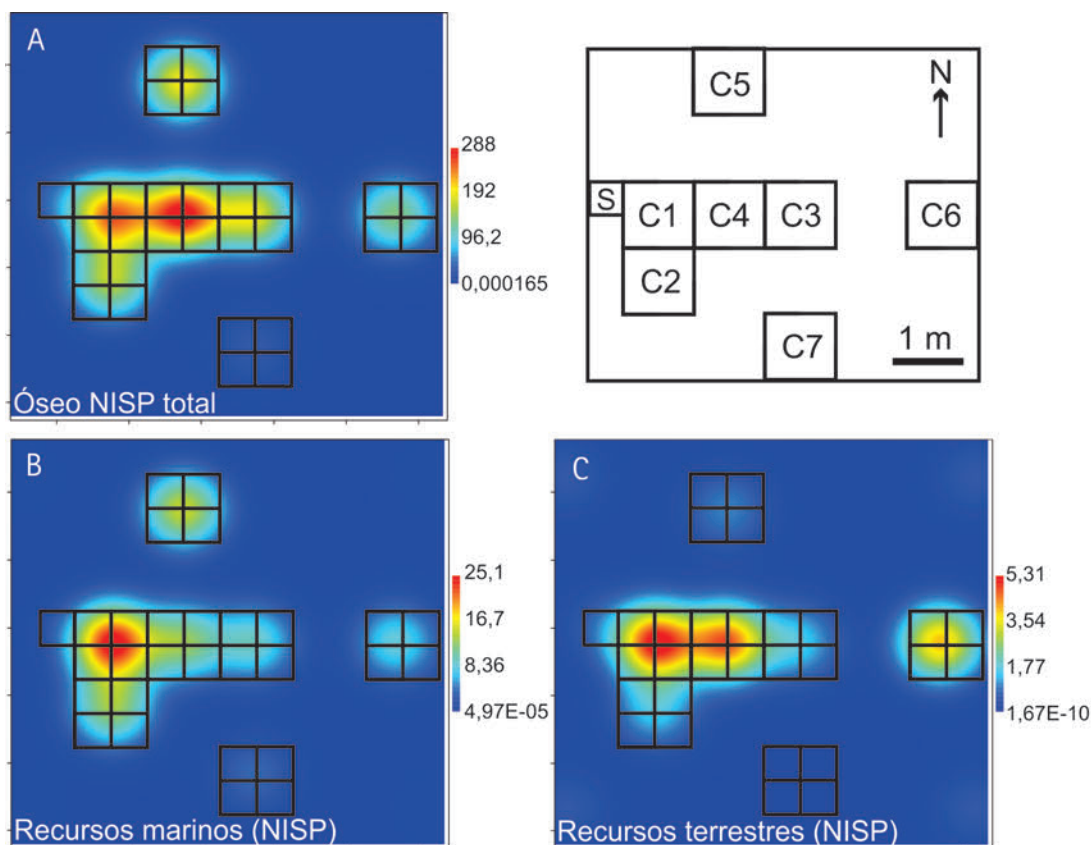 A
288
192
96,2
0,000165
Óseo NISP total
C5
N
S
C1
C4
C3
C6
C2
C7
1 m
B
25,1
16,7
8,36
4,97E-05
Recursos marinos (NISP)
C
5,31
3,54
1,77
1,67E-10
Recursos terrestres (NISP)